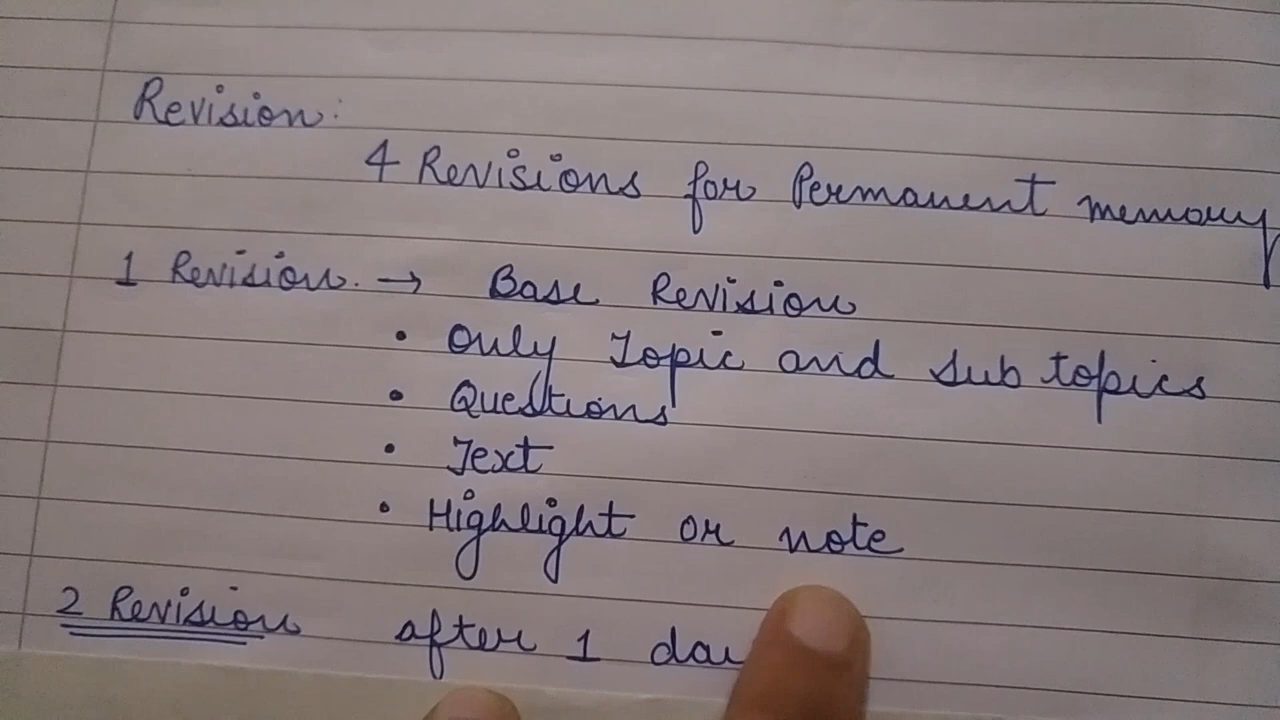 Revision:
4 Revisions for Permanent memory
1 Revision. → Base Revision
• Only Topic and Sub topics
• Questions
• Text
• Highlight or note
2 Revision after 1